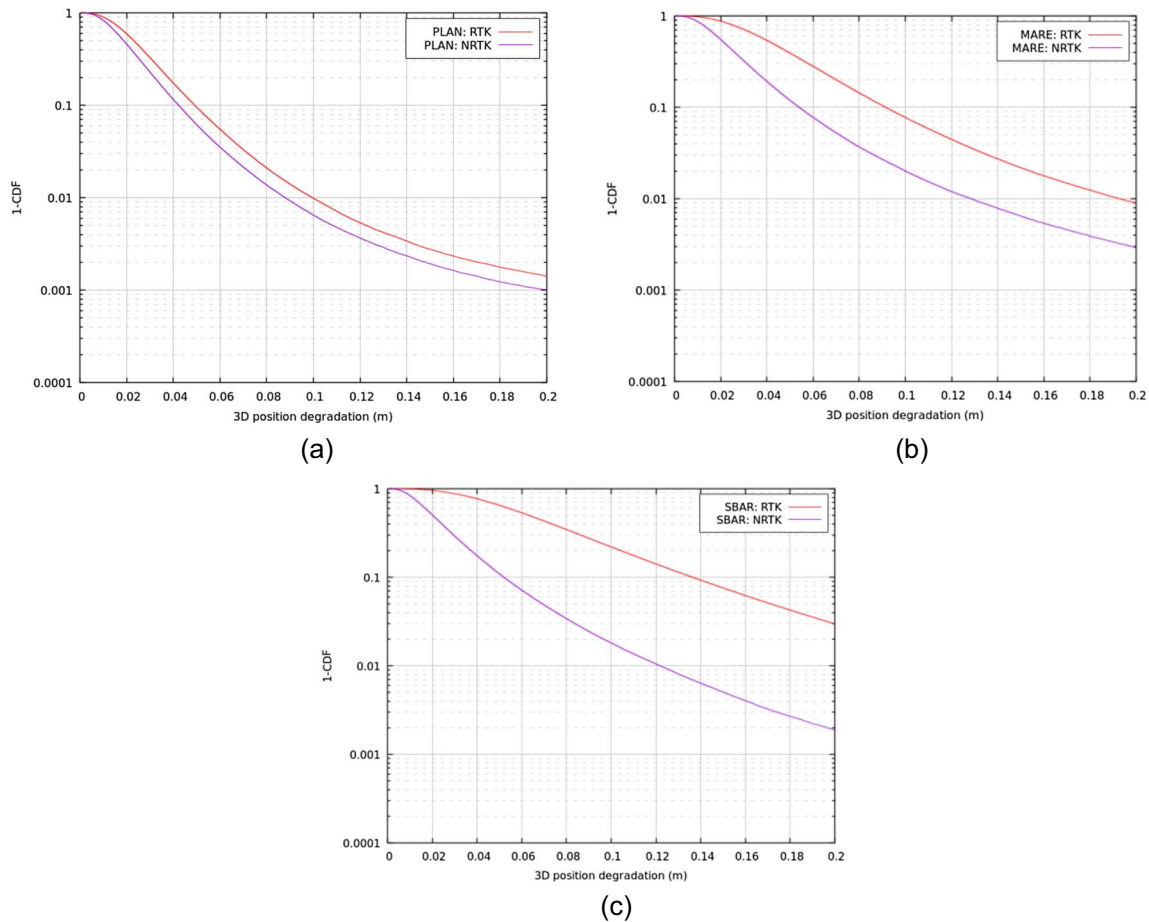 PLAN: RTK
PLAN: NRTK
1
0.1
0.01
0.001
0.0001
1-CDF
0 0.02 0.04 0.06 0.08 0.1 0.12 0.14 0.16 0.18 0.2
3D position degradation (m)
(a)
MARE: RTK
MARE: NRTK
1
0.1
0.01
0.001
0.0001
1-CDF
0 0.02 0.04 0.06 0.08 0.1 0.12 0.14 0.16 0.18 0.2
3D position degradation (m)
(b)
SBAR: RTK
SBAR: NRTK
1
0.1
0.01
0.001
0.0001
1-CDF
0 0.02 0.04 0.06 0.08 0.1 0.12 0.14 0.16 0.18 0.2
3D position degradation (m)
(c)